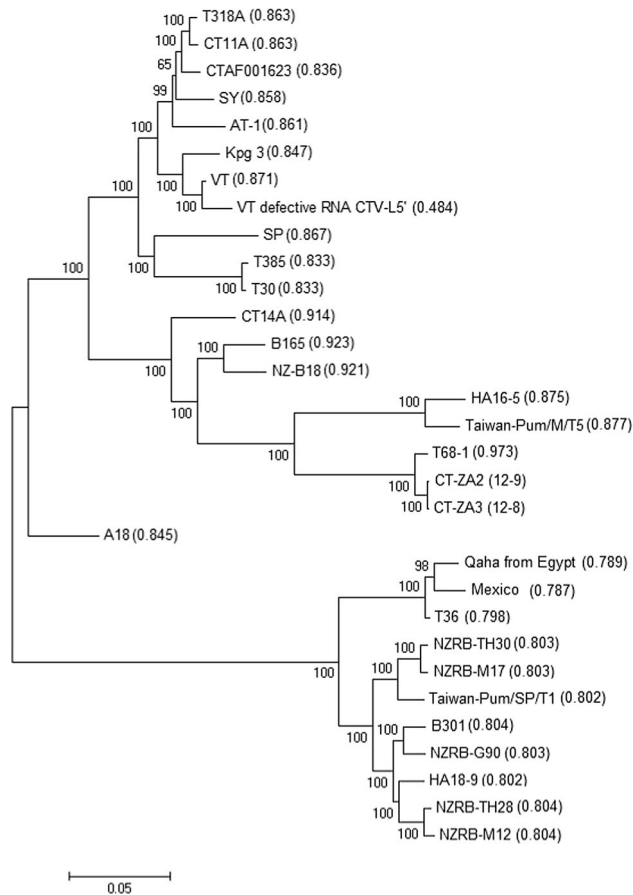 100 T318A (0.863)
100 CT11A (0.863)
65 CTAF001623 (0.836)
99 SY (0.858)
100 AT-1 (0.861)
Kpg 3 (0.847)
100 100 VT (0.871)
100 VT defective RNA CTV-L5' (0.484)
SP (0.867)
100 100 T385 (0.833)
100 T30 (0.833)
CT14A (0.914)
100 B165 (0.923)
100 NZ-B18 (0.921)
100 100 HA16-5 (0.875)
Taiwan-Pum/M/T5 (0.877)
100 T68-1 (0.973)
100 CT-ZA2 (12-9)
100 CT-ZA3 (12-8)
A18 (0.845)
98 Qaha from Egypt (0.789)
100 Mexico (0.787)
T36 (0.798)
100 NZRB-TH30 (0.803)
100 100 NZRB-M17 (0.803)
Taiwan-Pum/SP/T1 (0.802)
100 100 B301 (0.804)
NZRB-G90 (0.803)
100 HA18-9 (0.802)
100 NZRB-TH28 (0.804)
100 NZRB-M12 (0.804)
0.05